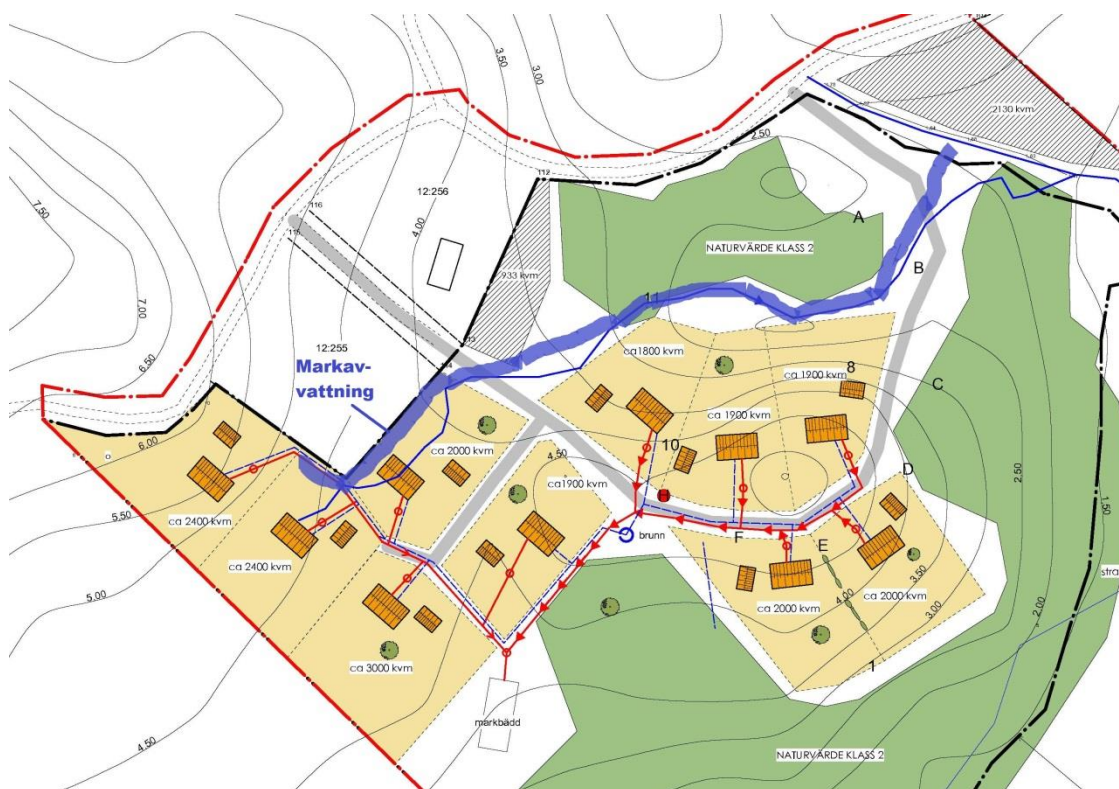 3.50
3.00
2130 kvm
2.50
112
12:256
116
4.00
7.50
A
NATURVÄRDE KLASS 2
933 kvm
B
7.00
11
12:255
6.50
Markav-
vattning
ca1800 kvm
8
ca 1900 kvm
C
6.00
ca 2000 kvm
ca 1900 kvm
10
4.50
D
ca 2400 kvm
ca1900 kvm
2.50
1.50
5.50
H
F
brunn
E
ca 2400 kvm
3.50
stra
5.00
ca 2000 kvm
4.00
ca 2000 kvm
3.00
2.00
ca 3000 kvm
1
markbädd
4.50
NATURVÄRDE KLASS 2